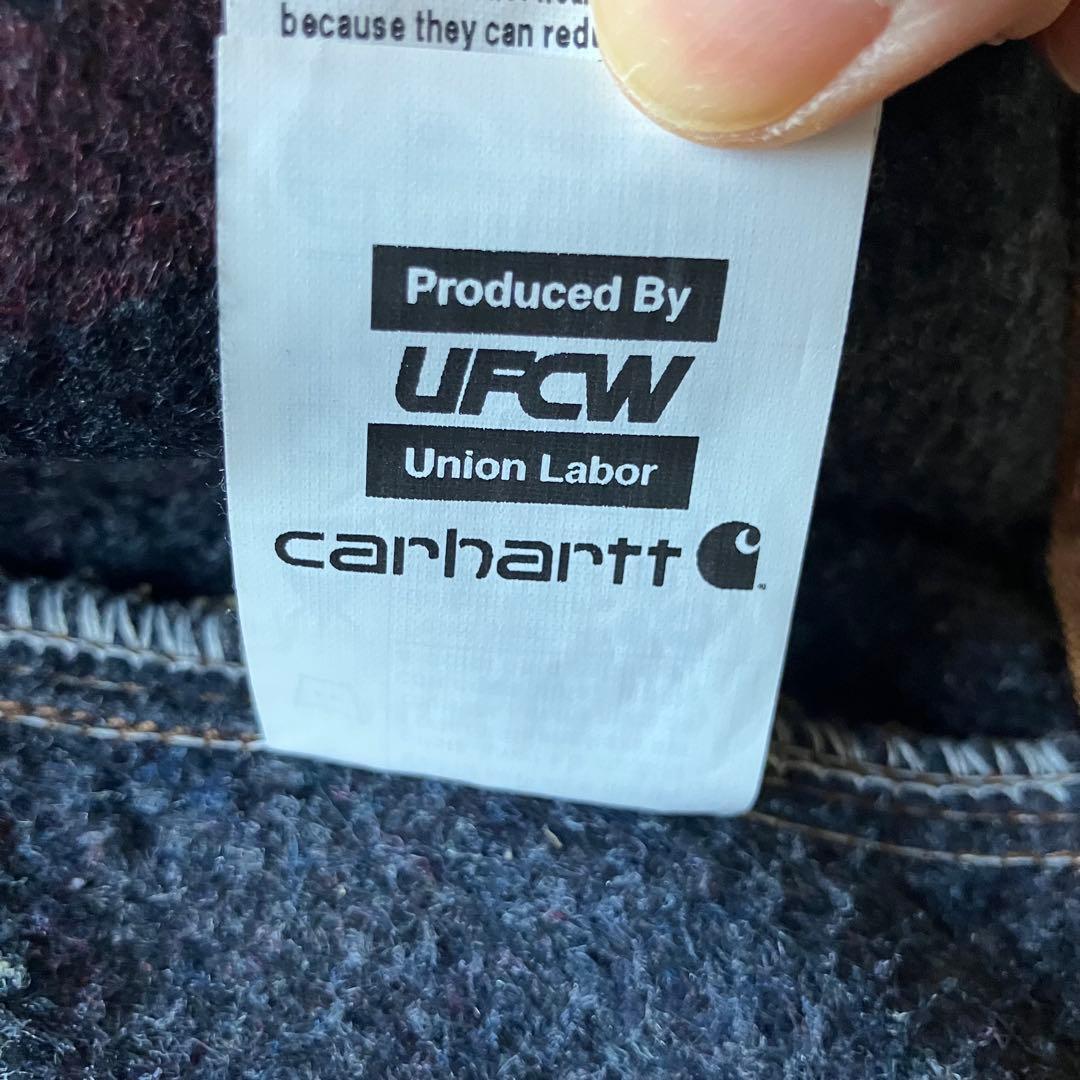 because they can
Produced By
UFCW
Union Labor
carhartt